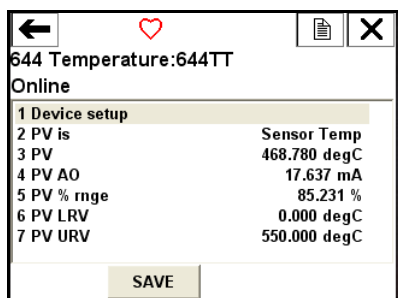 644 Temperature:644TT
Online
1 Device setup
2 PV is Sensor Temp
3 PV 468.780 degC
4 PV AO 17.637 mA
5 PV % rnge 85.231 %
6 PV LRV 0.000 degC
7 PV URV 550.000 degC
SAVE